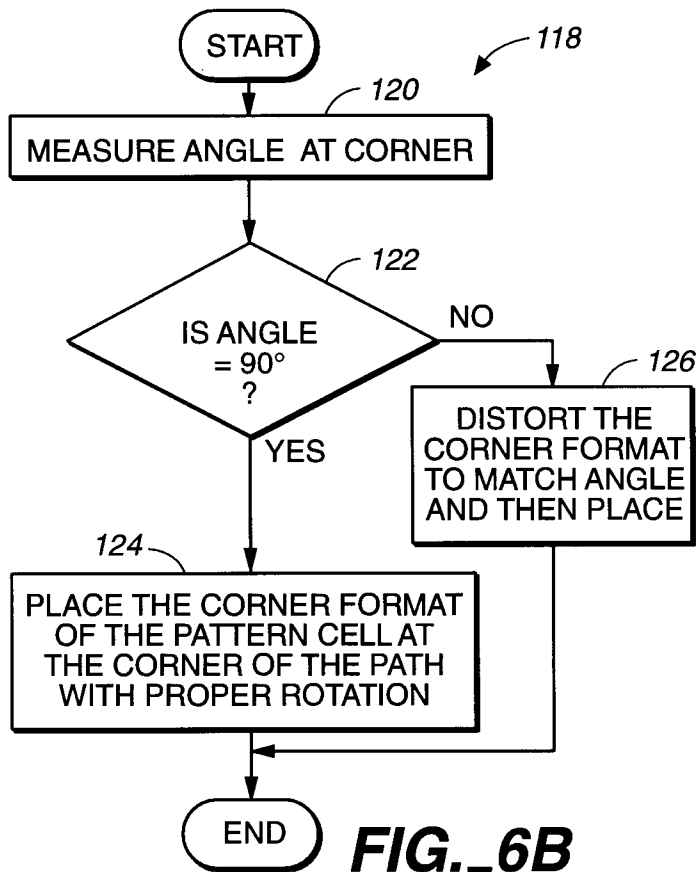 START
118
120
MEASURE ANGLE AT CORNER
122
IS ANGLE
= 90°
?
NO
YES
126
DISTORT THE
CORNER FORMAT
TO MATCH ANGLE
AND THEN PLACE
124
PLACE THE CORNER FORMAT
OF THE PATTERN CELL AT
THE CORNER OF THE PATH
WITH PROPER ROTATION
END
FIG._6B